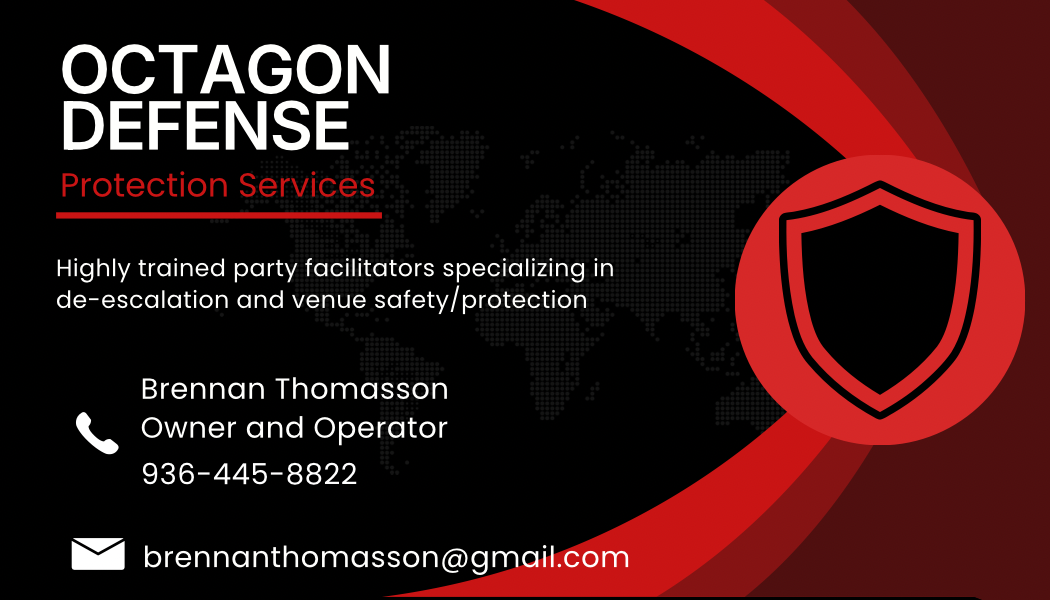 OCTAGON
DEFENSE
Protection Services
Highly trained party facilitators specializing in
de-escalation and venue safety/protection
Brennan Thomasson
Owner and Operator
936-445-8822
brennanthomasson@gmail.com